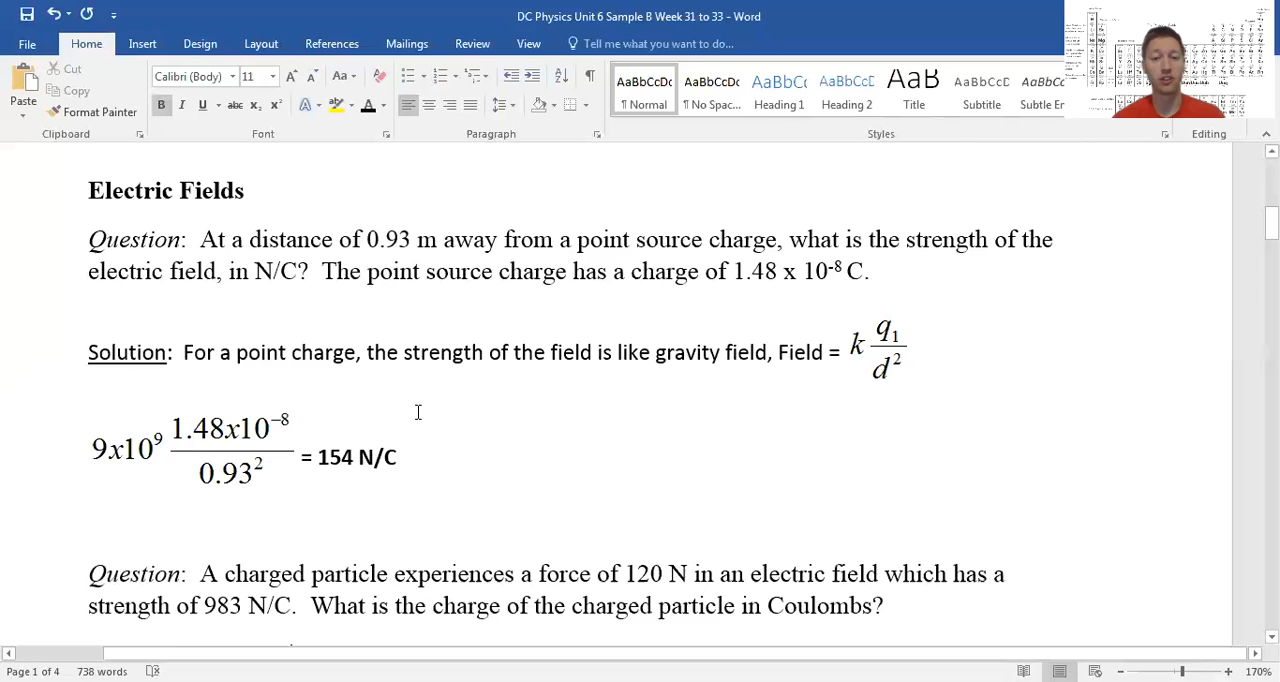 DC Physics Unit 6 Sample B Week 31 to 33 - Word
File Home Insert Design Layout References Mailings Review View Tell me what you want to do...
Paste Cut Copy Format Painter
Calibri (Body) 11 Aa
B I U abc x₂ x² A A
AaBbCcDc AaBbCcDc AaBbCc AaBbCcD AaB AaBbCcD AaBbCcDc
¶ Normal ¶ No Spac... Heading 1 Heading 2 Title Subtitle Subtle Em
Clipboard Font Paragraph Styles Editing
Electric Fields
Question: At a distance of 0.93 m away from a point source charge, what is the strength of the
electric field, in N/C? The point source charge has a charge of 1.48 x 10⁻⁸ C.
Solution: For a point charge, the strength of the field is like gravity field, Field = k q₁/d²
9x10⁹ 1.48x10⁻⁸/0.93² = 154 N/C
Question: A charged particle experiences a force of 120 N in an electric field which has a
strength of 983 N/C. What is the charge of the charged particle in Coulombs?
Page 1 of 4 738 words 170%